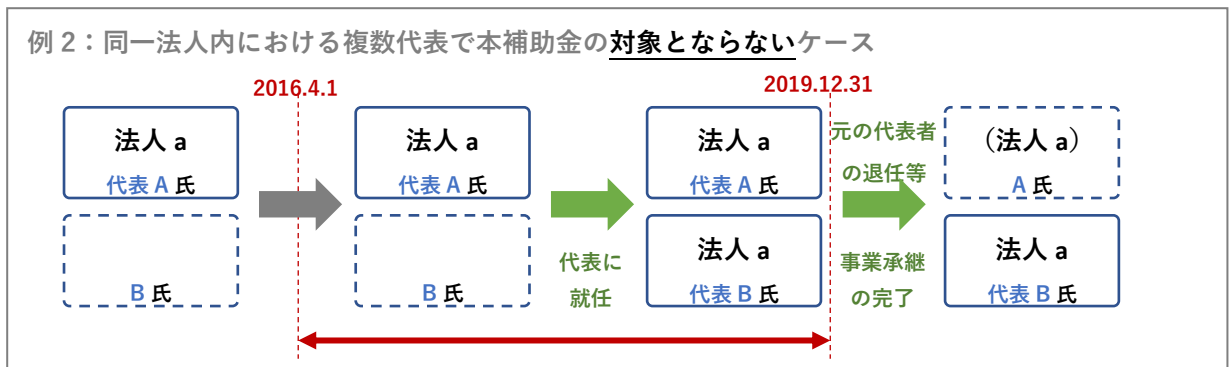 例 2：同一法人内における複数代表で本補助金の対象とならないケース
2016.4.1
2019.12.31
法人 a
代表 A 氏
法人 a
代表 A 氏
法人 a
代表 A 氏
元の代表者
の退任等
（法人 a）
A 氏
B 氏
B 氏
代表に
就任
法人 a
代表 B 氏
事業承継
の完了
法人 a
代表 B 氏